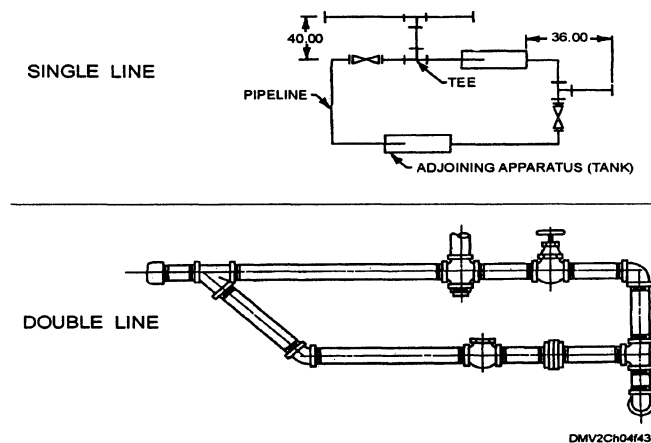 40.00
36.00
SINGLE LINE
TEE
PIPELINE
ADJOINING APPARATUS (TANK)
DOUBLE LINE
DMV2Ch04f43